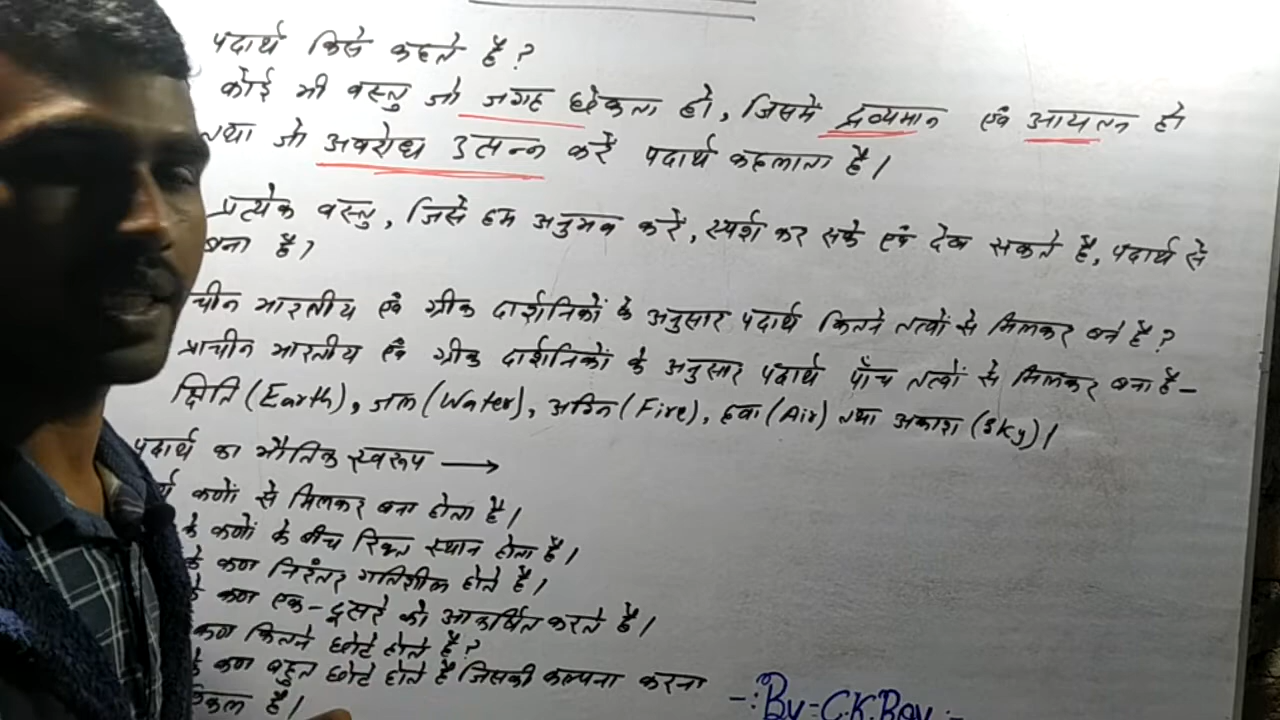 पदार्थ किसे कहते है?
कोई भी वस्तु जो जगह छेकता हो, जिसमें द्रव्यमान एवं आयतन हो
तथा जो अवरोध उत्पन्न करें पदार्थ कहलाता है।
प्रत्येक वस्तु, जिसे हम अनुभव करें, स्पर्श कर सके एवं देख सकते है, पदार्थ से
बना है।
चीन भारतीय एवं ग्रीक दार्शनिकों के अनुसार पदार्थ कितने तत्वों से मिलकर बने है?
प्राचीन भारतीय एवं ग्रीक दार्शनिकों के अनुसार पदार्थ पाँच तत्वों से मिलकर बना है-
क्षिति (Earth), जल (Water), अग्नि (Fire), हवा (Air) तथा अकाश (Sky)।
पदार्थ का भौतिक स्वरूप →
र्थ कणों से मिलकर बना होता है।
के कणों के बीच रिक्त स्थान होता है।
के कण निरंतर गतिशील होते है।
के कण एक-दूसरे को आकर्षित करते है।
कण कितने छोटे होते है?
के कण बहुत छोटे होते है जिसकी कल्पना करना
है।
-: By- C.K. Ray :-